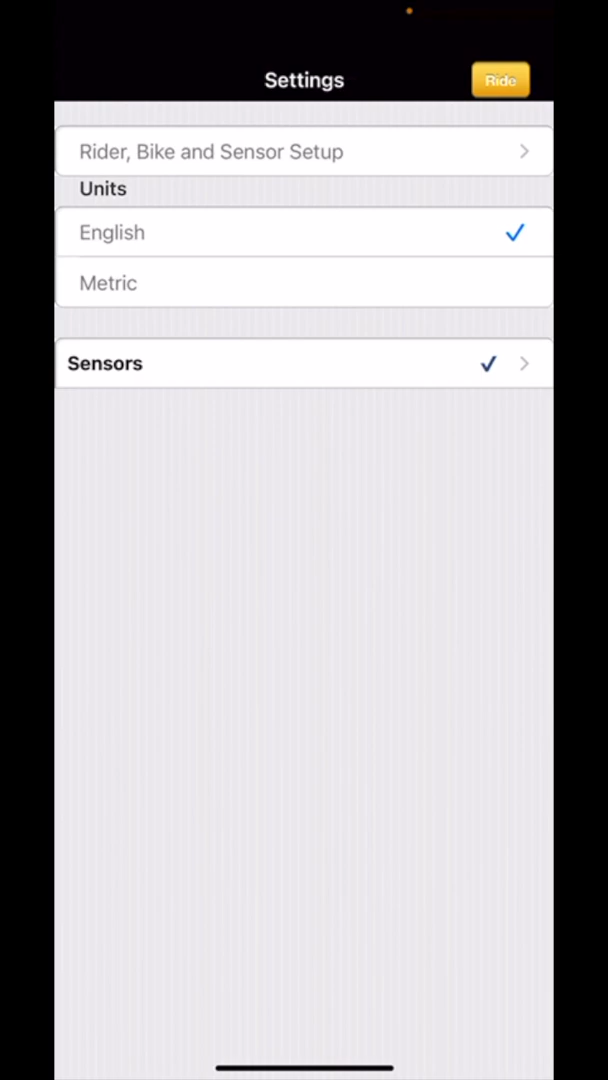 Settings
Ride
Rider, Bike and Sensor Setup
Units
English
Metric
Sensors